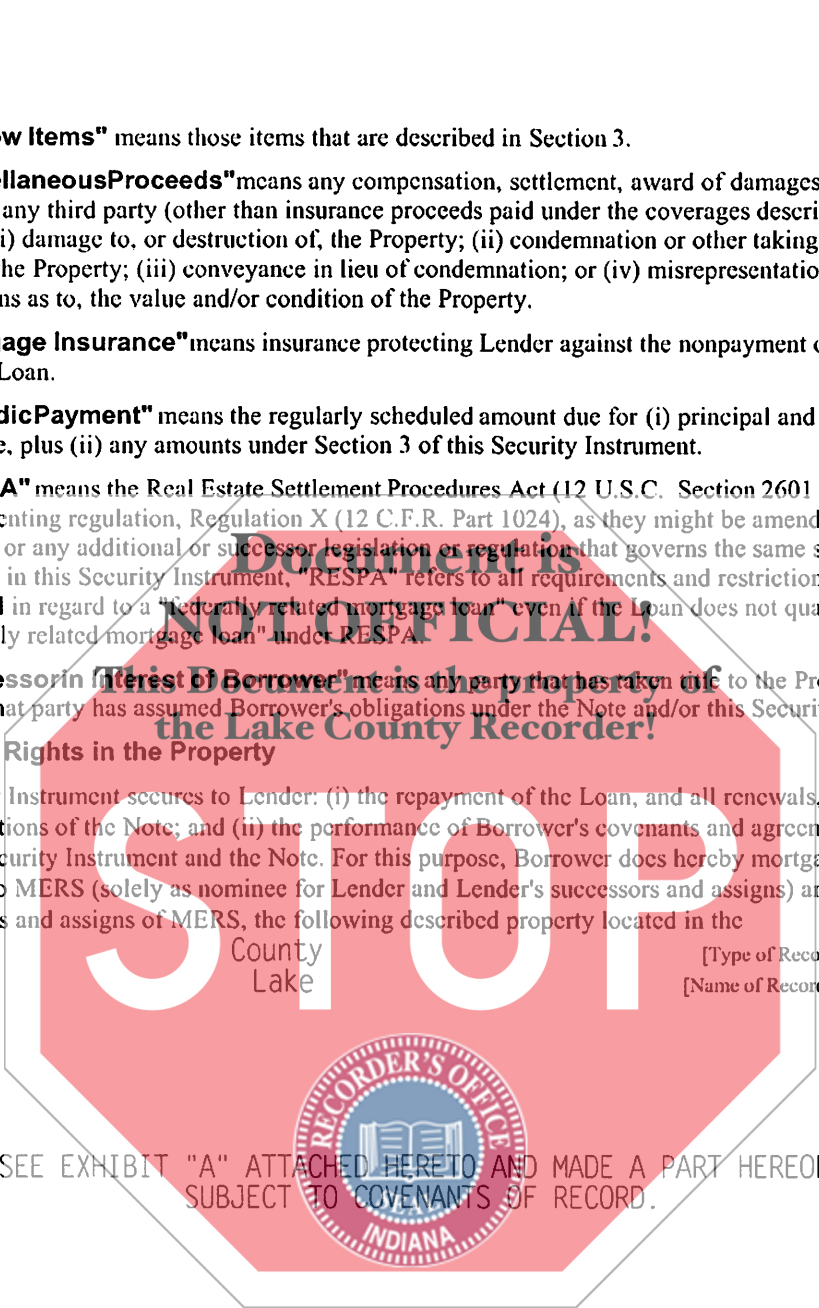 w Items" means those items that are described in Section 3.
llaneousProceeds"means any compensation, settlement, award of damages
any third party (other than insurance proceeds paid under the coverages descri
i) damage to, or destruction of, the Property; (ii) condemnation or other taking
he Property; (iii) conveyance in lieu of condemnation; or (iv) misrepresentatio
ns as to, the value and/or condition of the Property.
age Insurance"means insurance protecting Lender against the nonpayment o
Loan.
dicPayment" means the regularly scheduled amount due for (i) principal and
e, plus (ii) any amounts under Section 3 of this Security Instrument.
A" means the Real Estate Settlement Procedures Act (12 U.S.C. Section 2601
enting regulation, Regulation X (12 C.F.R. Part 1024), as they might be amend
or any additional or successor legislation or regulation that governs the same s
in this Security Instrument, "RESPA" refers to all requirements and restriction
in regard to a "federally related mortgage loan" even if the Loan does not qua
ly related mortgage loan" under RESPA.
essorin Interest of Borrower"means any party that has taken title to the Pr
hat party has assumed Borrower's obligations under the Note and/or this Securi
Document is
NOT OFFICIAL!
This Document is the property of
the Lake County Recorder!
Rights in the Property
Instrument secures to Lender: (i) the repayment of the Loan, and all renewals,
tions of the Note; and (ii) the performance of Borrower's covenants and agreem
curity Instrument and the Note. For this purpose, Borrower does hereby mortga
o MERS (solely as nominee for Lender and Lender's successors and assigns) an
s and assigns of MERS, the following described property located in the
County [Type of Reco
Lake [Name of Record
STOP
RECORDER'S OFFICE
INDIANA
SEE EXHIBIT "A" ATTACHED HERETO AND MADE A PART HEREOF
SUBJECT TO COVENANTS OF RECORD.